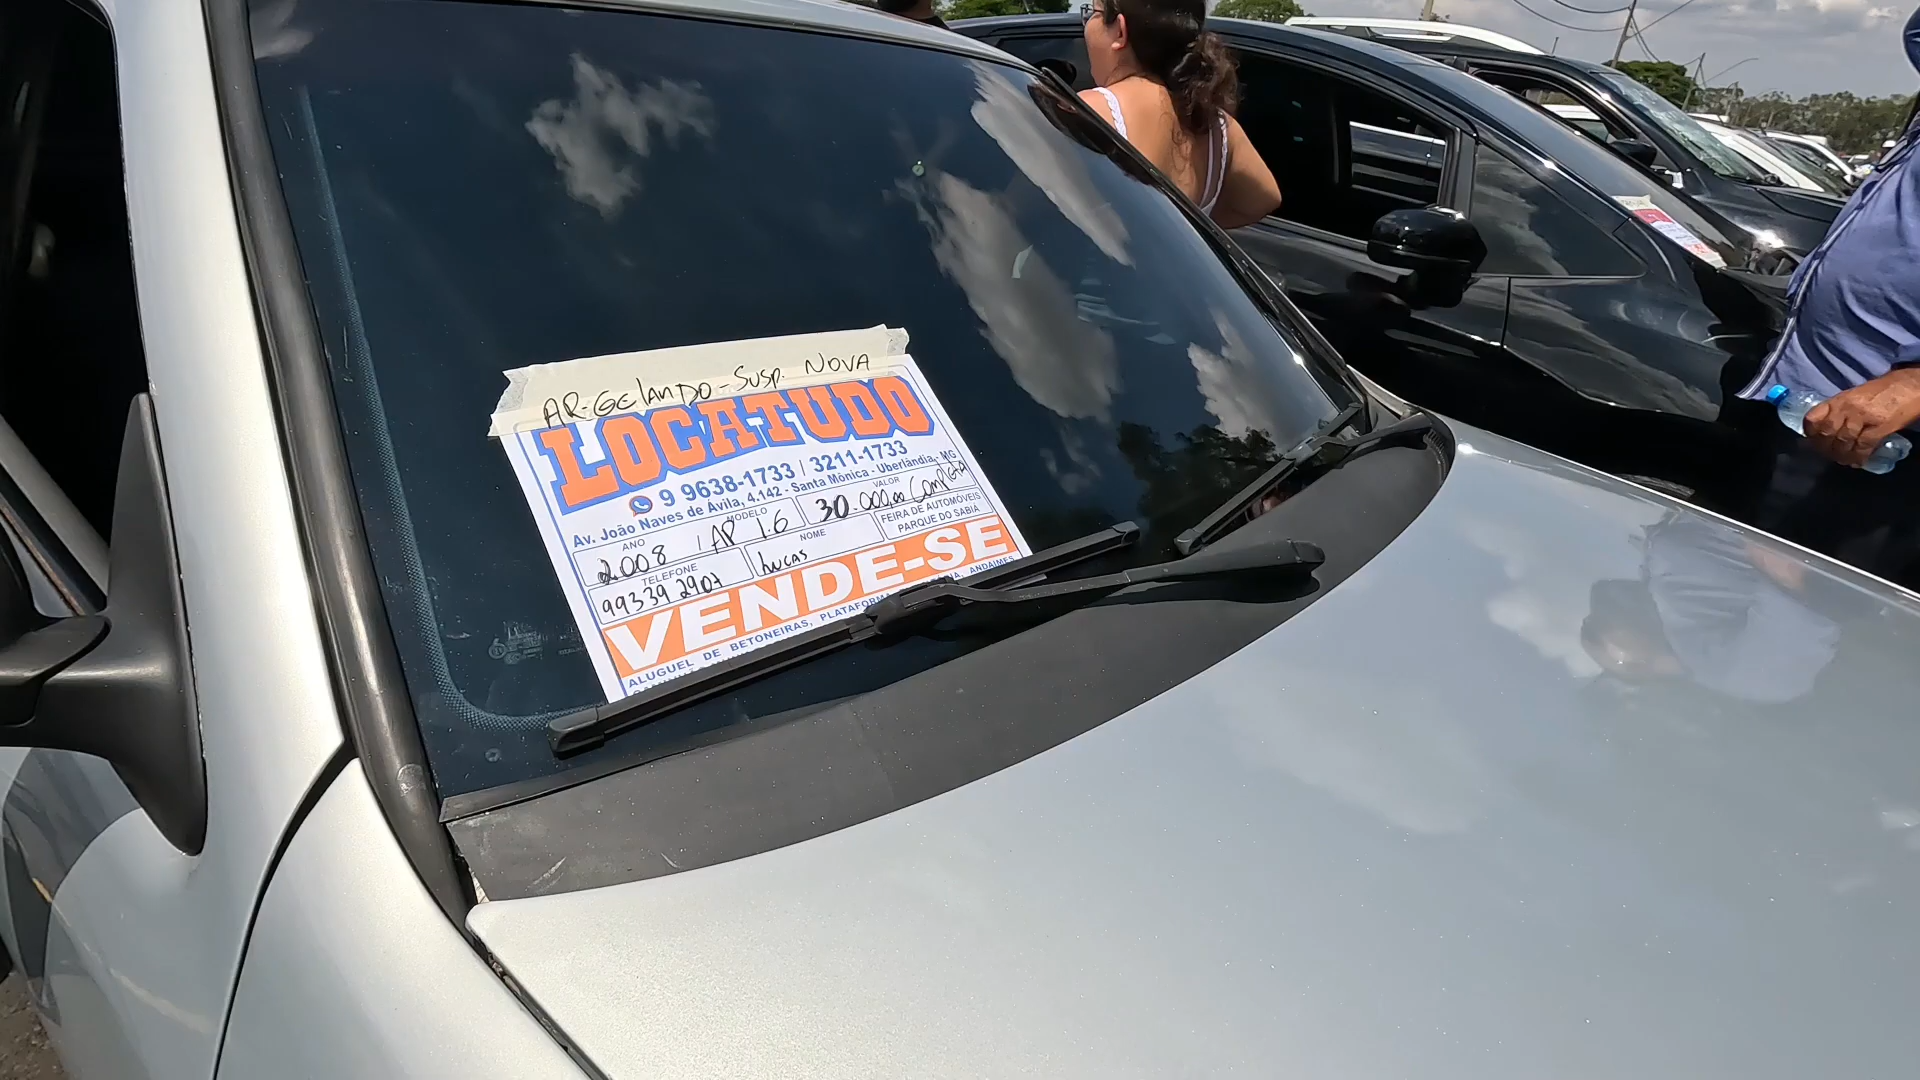 AR-GElANDO-SUSP. NOVA
LOCATUDO
9 9638-1733 / 3211-1733
Av. João Naves de Ávila, 4.142 - Santa Mônica - Uberlândia - MG
ANO MODELO VALOR
2008 / AP 1.6 30.000,00 COMPLETA
TELEFONE NOME FEIRA DE AUTOMÓVEIS
PARQUE DO SABIÁ
99339 2907 Lucas
VENDE-SE
ALUGUEL DE BETONEIRAS, PLATAFORMA ANDAIMES